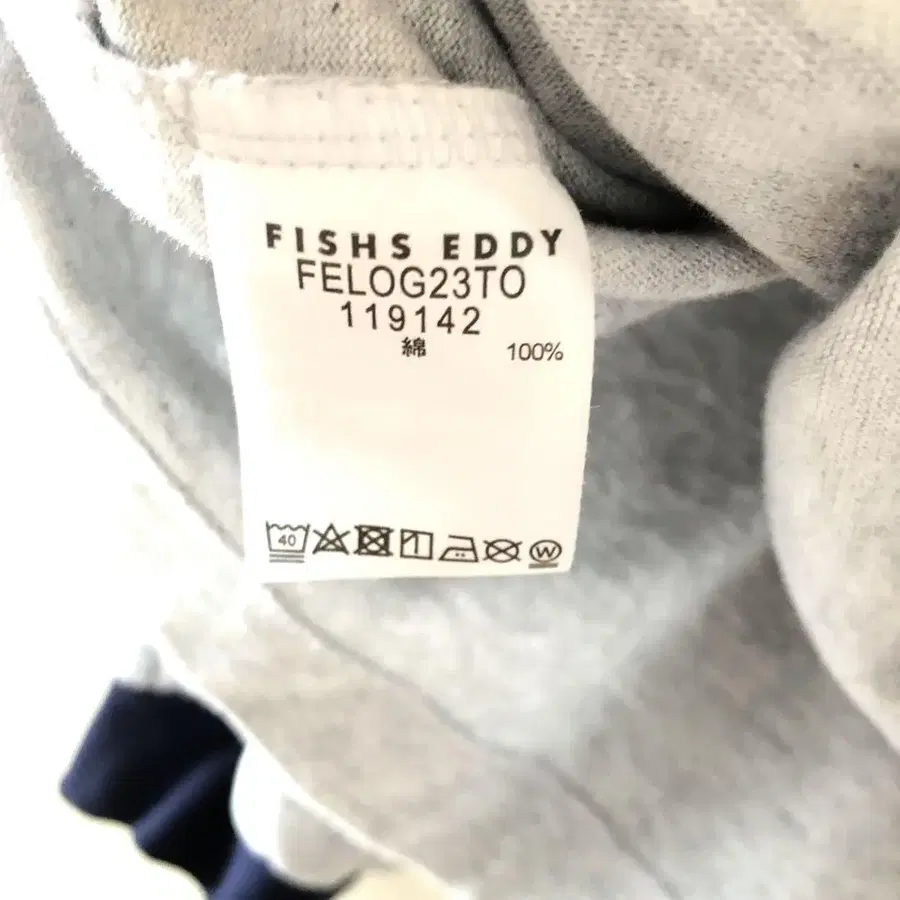 FISHS EDDY
FELOG23TO
119142
綿 100%
40
W